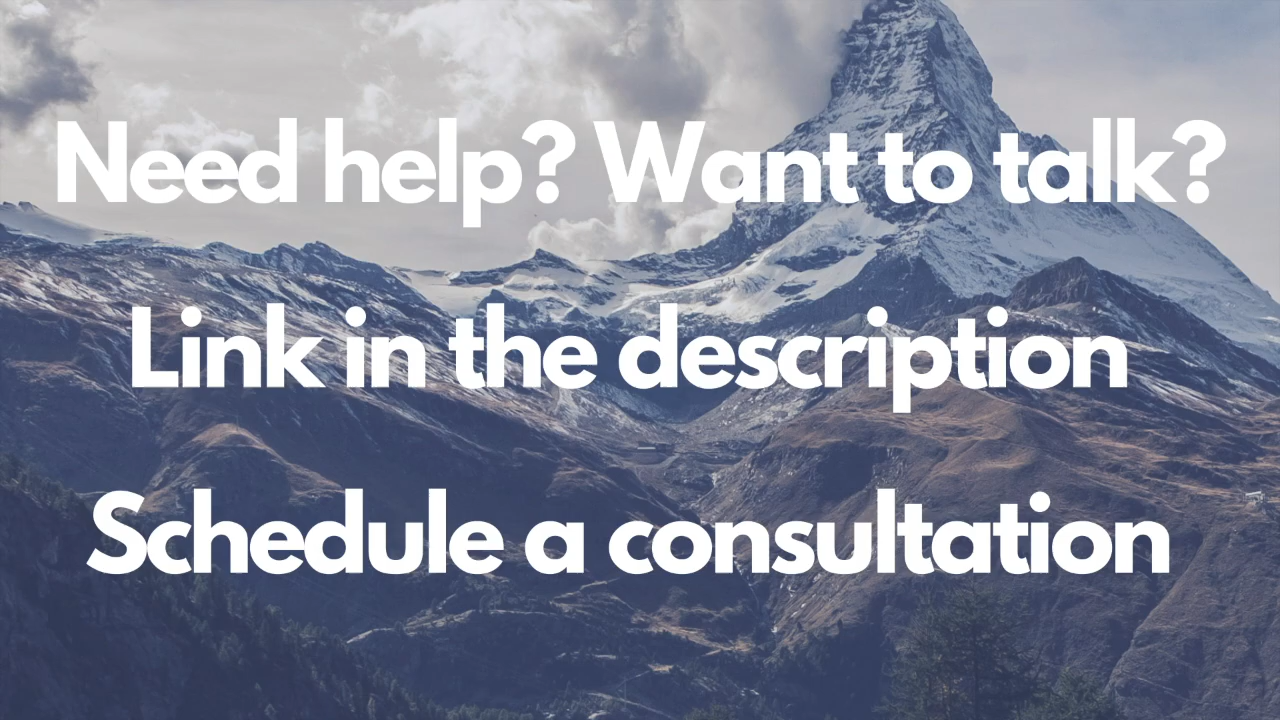 Need help? Want to talk?
Link in the description
Schedule a consultation